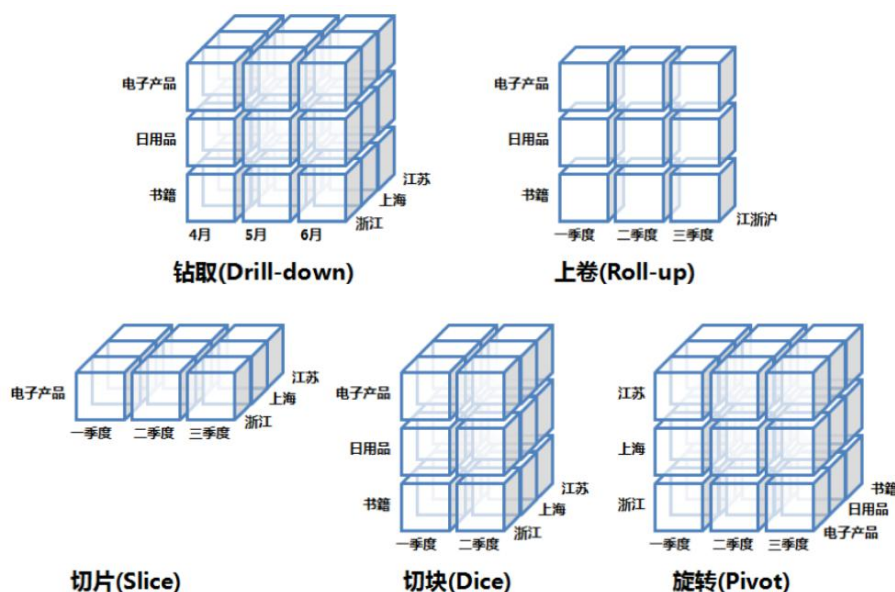 电子产品
日用品
书籍
4月 5月 6月
江苏
上海
浙江
钻取(Drill-down)
电子产品
日用品
书籍
一季度 二季度 三季度
江浙沪
上卷(Roll-up)
电子产品
一季度 二季度 三季度
江苏
上海
浙江
切片(Slice)
电子产品
日用品
书籍
一季度 二季度
江苏
上海
浙江
切块(Dice)
江苏
上海
浙江
一季度 二季度 三季度
书籍
日用品
电子产品
旋转(Pivot)